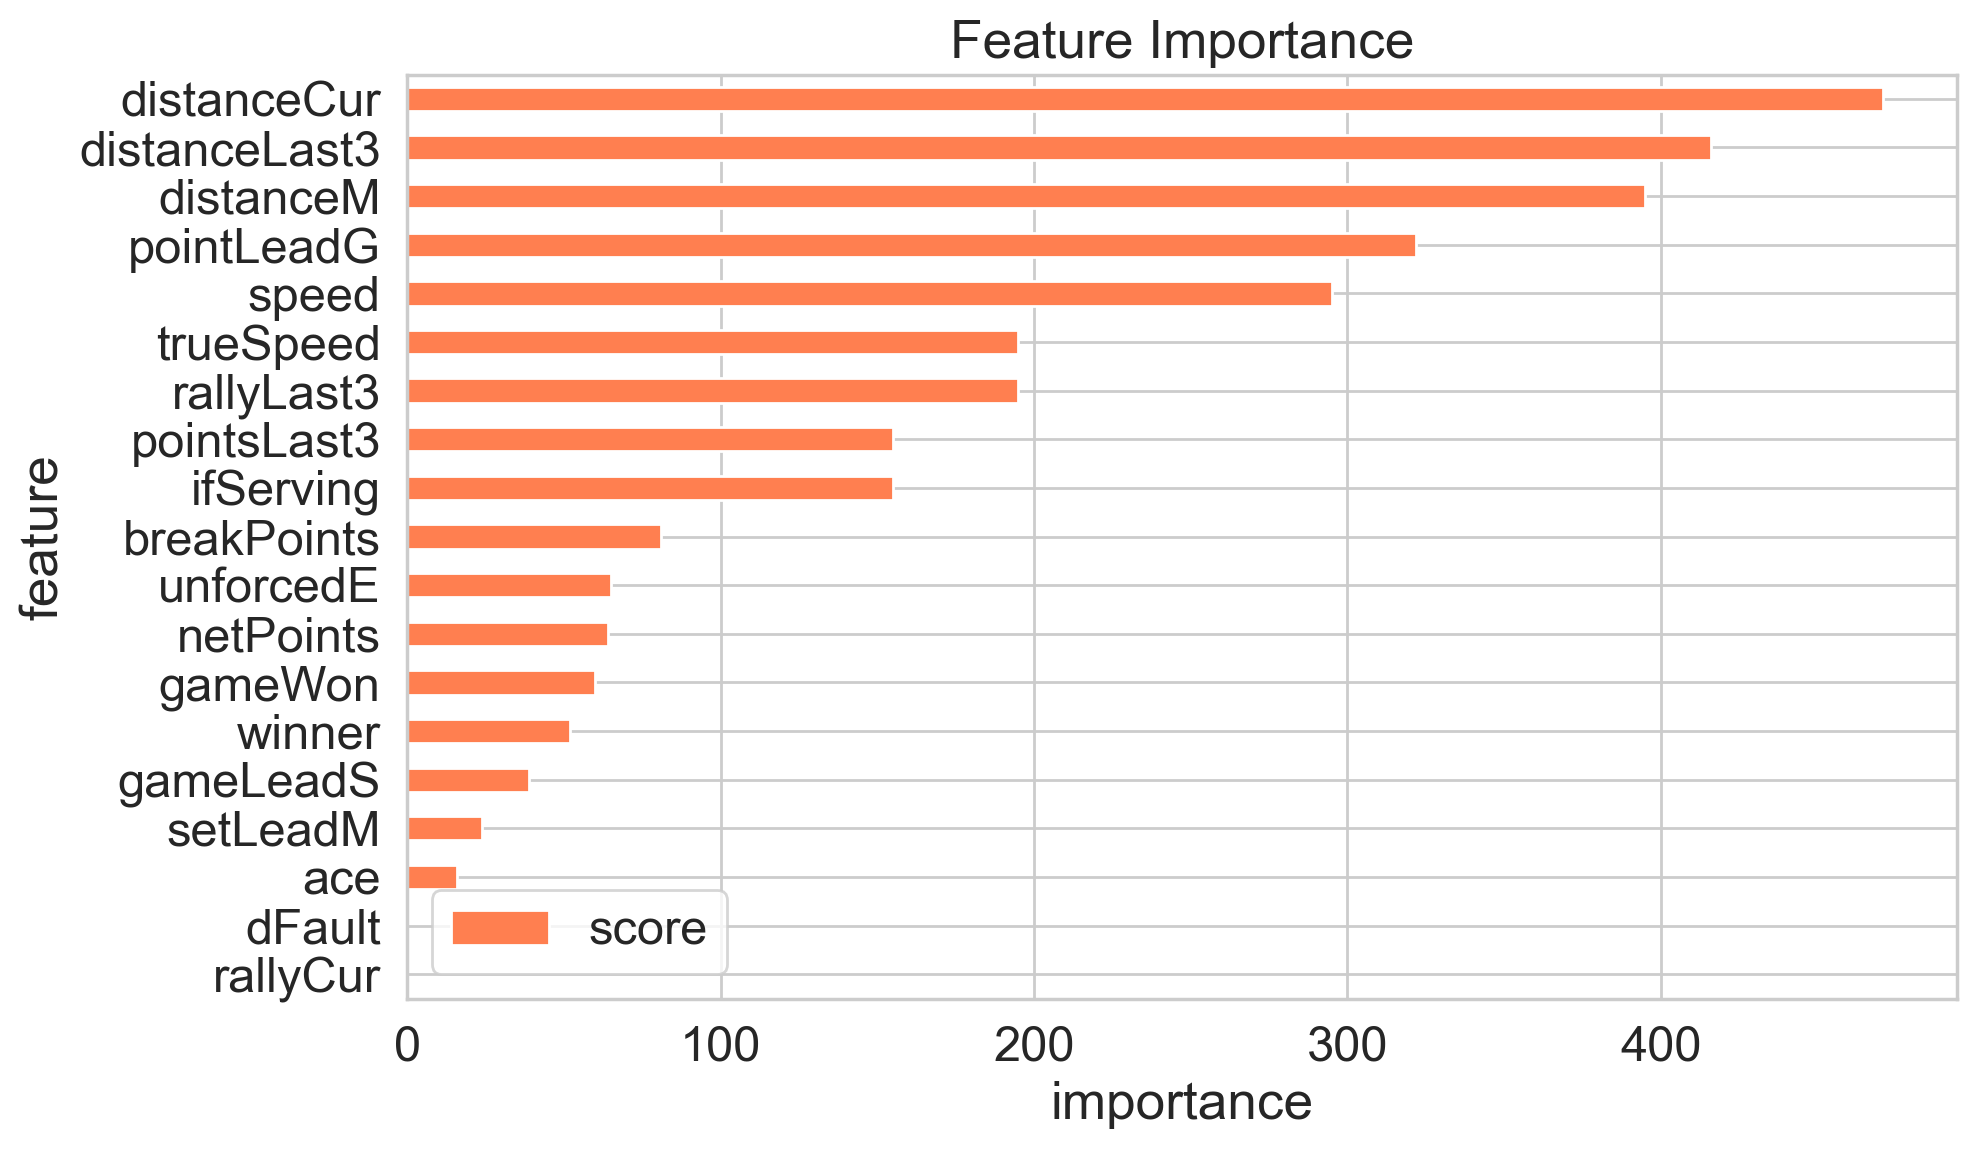 Feature Importance
distanceCur
distanceLast3
distanceM
pointLeadG
speed
trueSpeed
rallyLast3
pointsLast3
ifServing
breakPoints
unforcedE
netPoints
gameWon
winner
gameLeadS
setLeadM
ace
dFault
rallyCur
feature
score
0 100 200 300 400
importance